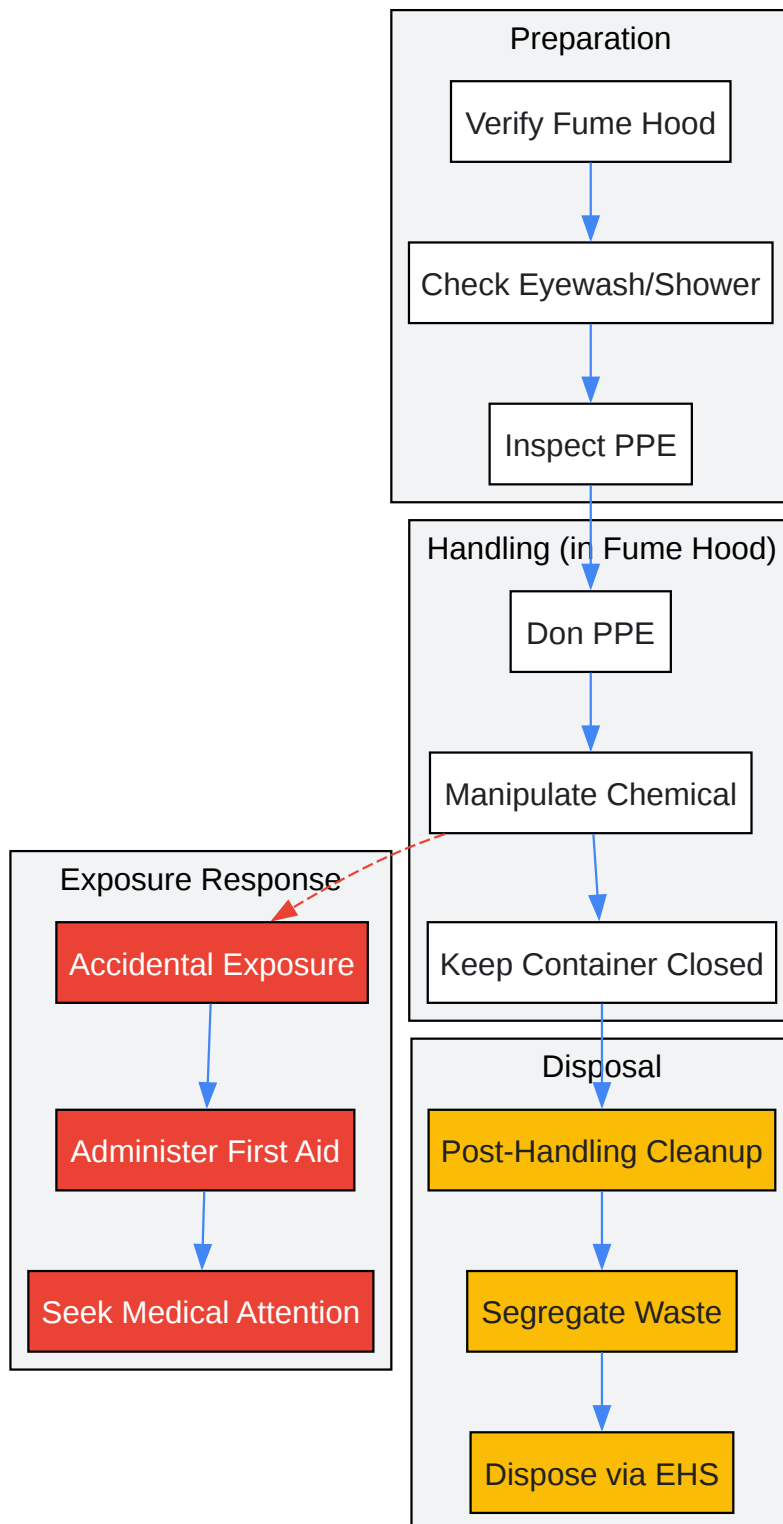 Preparation
Verify Fume Hood
Check Eyewash/Shower
Inspect PPE
Handling (in Fume Hood)
Don PPE
Manipulate Chemical
Keep Container Closed
Exposure Response
Accidental Exposure
Administer First Aid
Seek Medical Attention
Disposal
Post-Handling Cleanup
Segregate Waste
Dispose via EHS